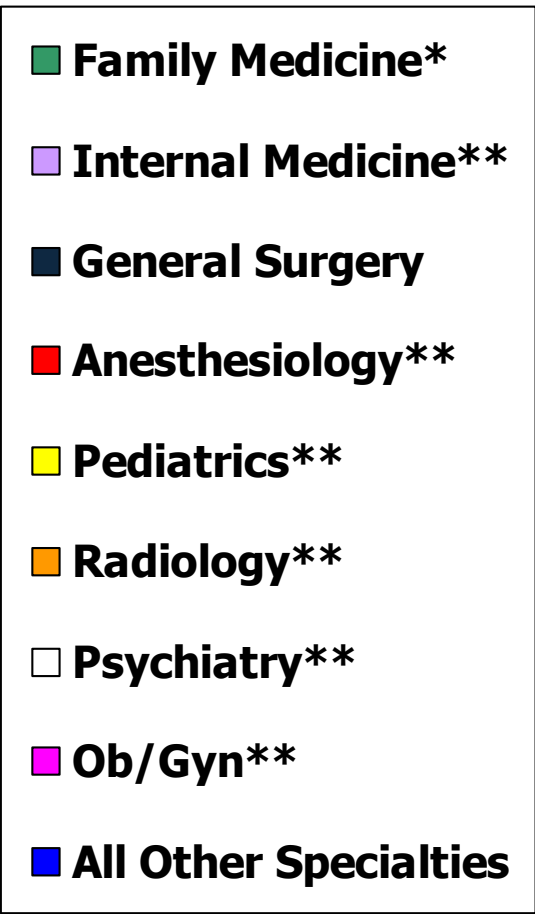 Family Medicine*
Internal Medicine**
General Surgery
Anesthesiology**
Pediatrics**
Radiology**
Psychiatry**
Ob/Gyn**
All Other Specialties